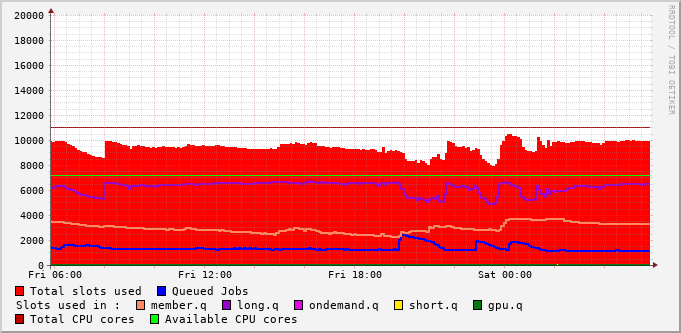 20000
18000
16000
14000
12000
10000
8000
6000
4000
2000
0
Fri 06:00 Fri 12:00 Fri 18:00 Sat 00:00
RRDTOOL / TOBI OETIKER
Total slots used Queued Jobs
Slots used in : member.q long.q ondemand.q short.q gpu.q
Total CPU cores Available CPU cores